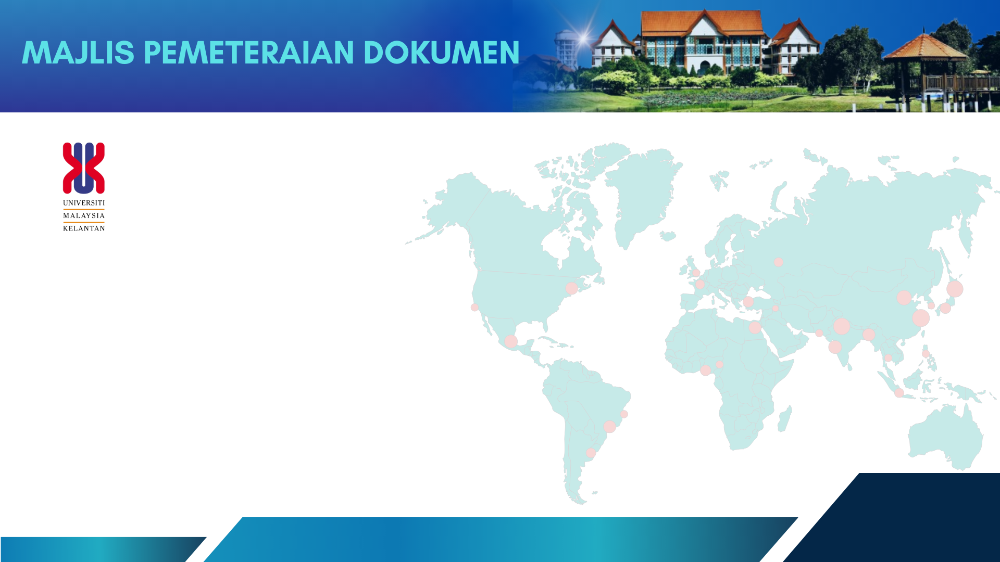 MAJLIS PEMETERAIAN DOKUMEN
UNIVERSITI
MALAYSIA
KELANTAN